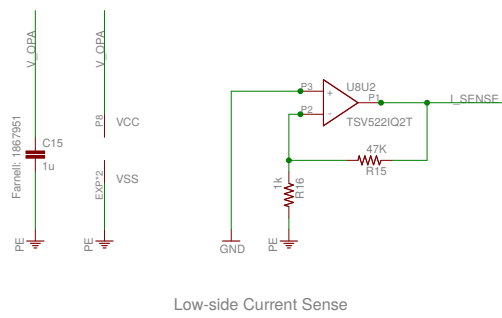 V_OPA
V_OPA
Farnell: 1867951
C15
1u
PE
P8
VCC
EXP*2
VSS
PE
P3
U8U2
P1
I_SENSE
P2
TSV522IQ2T
47K
R15
1k
R16
GND
PE
+
-
Low-side Current Sense